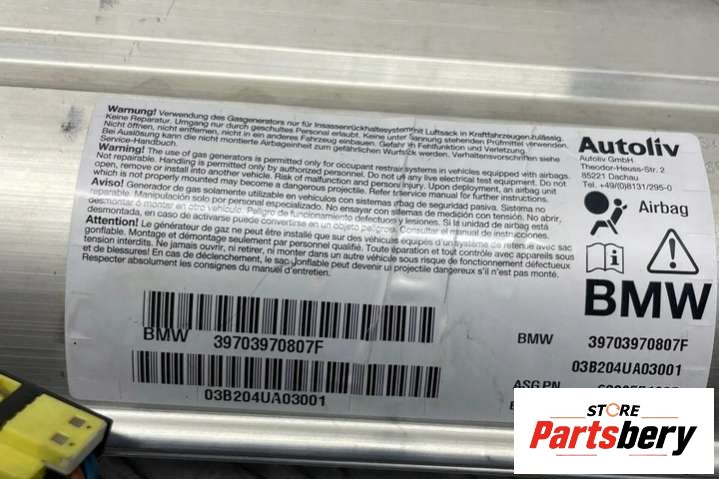 Warnung! Verwendung des Gasgenerators nur für Insassenrückhaltesystem mit Luftsack in Kraftfahrzeugen zulässig.
Keine Reparatur, Umgang nur durch geschultes Personal erlaubt. Keine unter Spannung stehenden Prüfmittel verwenden.
Nicht öffnen, nicht entfernen, nicht in ein anderes Fahrzeug einbauen. Gefahr von Fehlfunktion und Verletzung.
Bei Auslösung kann die nicht montierte Airbageinheit zum gefährlichen Wurfstück werden. Verhaltensvorschriften siehe
Service-Handbuch.
Warning! The use of gas generators is permitted only for occupant restraint systems in vehicles equipped with airbags.
Not repairable. Handling is permitted only by authorized personnel. Do not use any live electrical test equipment. Do not
open, remove or install into another vehicle. Risk of malfunction and personal injury. Upon deployment, an airbag unit
which is not properly mounted may become a dangerous projectile. Refer to service manual for further instructions.
Aviso! Generador de gas solamente utilizable en vehículos con sistemas airbag de seguridad pasiva. Sistema no
reparable. Manipulación solo por personal especializado. No ensayar con sistemas de medición con tensión. No abrir,
desmontar ó montar en otro vehículo. Peligro de funcionamiento defectuoso y lesiones. Si la unidad de airbag está
desmontada, en caso de activarse puede convertirse en un objeto peligroso. Consultar el manual de instrucciones.
Attention! Le générateur de gaz ne peut être installé que sur des véhicules équipés d'un système de retenue avec sac
gonflable. Montage et démontage seulement par personnel qualifié. Toute réparation et tout contrôle avec appareils sous
tension interdits. Ne jamais ouvrir, ni retirer, ni monter dans un autre véhicule sous risque de fonctionnement défectueux
et de blessures! En cas de déclenchement, le sac gonflable peut devenir un projectile dangereux s'il n'est pas monté.
Respecter absolument les consignes du manuel d'entretien.
Autoliv
Autoliv GmbH
Theodor-Heuss-Str. 2
85221 Dachau
Tel. +49/(0)8131/295-0
Airbag
BMW
BMW 39703970807F
03B204UA03001
BMW 39703970807F
03B204UA03001
ASG PN
STORE
Partsbery